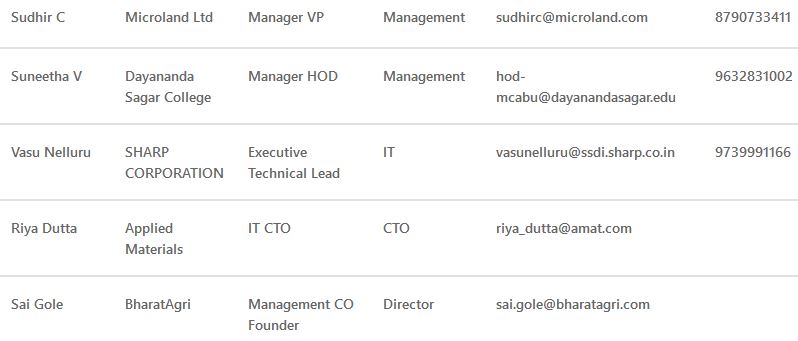 Sudhir C Microland Ltd Manager VP Management sudhirc@microland.com 8790733411
Suneetha V Dayananda Manager HOD Management hod- 9632831002
Sagar College mcabu@dayanandasagar.edu
Vasu Nelluru SHARP Executive IT vasunelluru@ssdi.sharp.co.in 9739991166
CORPORATION Technical Lead
Riya Dutta Applied IT CTO CTO riya_dutta@amat.com
Materials
Sai Gole BharatAgri Management CO Director sai.gole@bharatagri.com
Founder